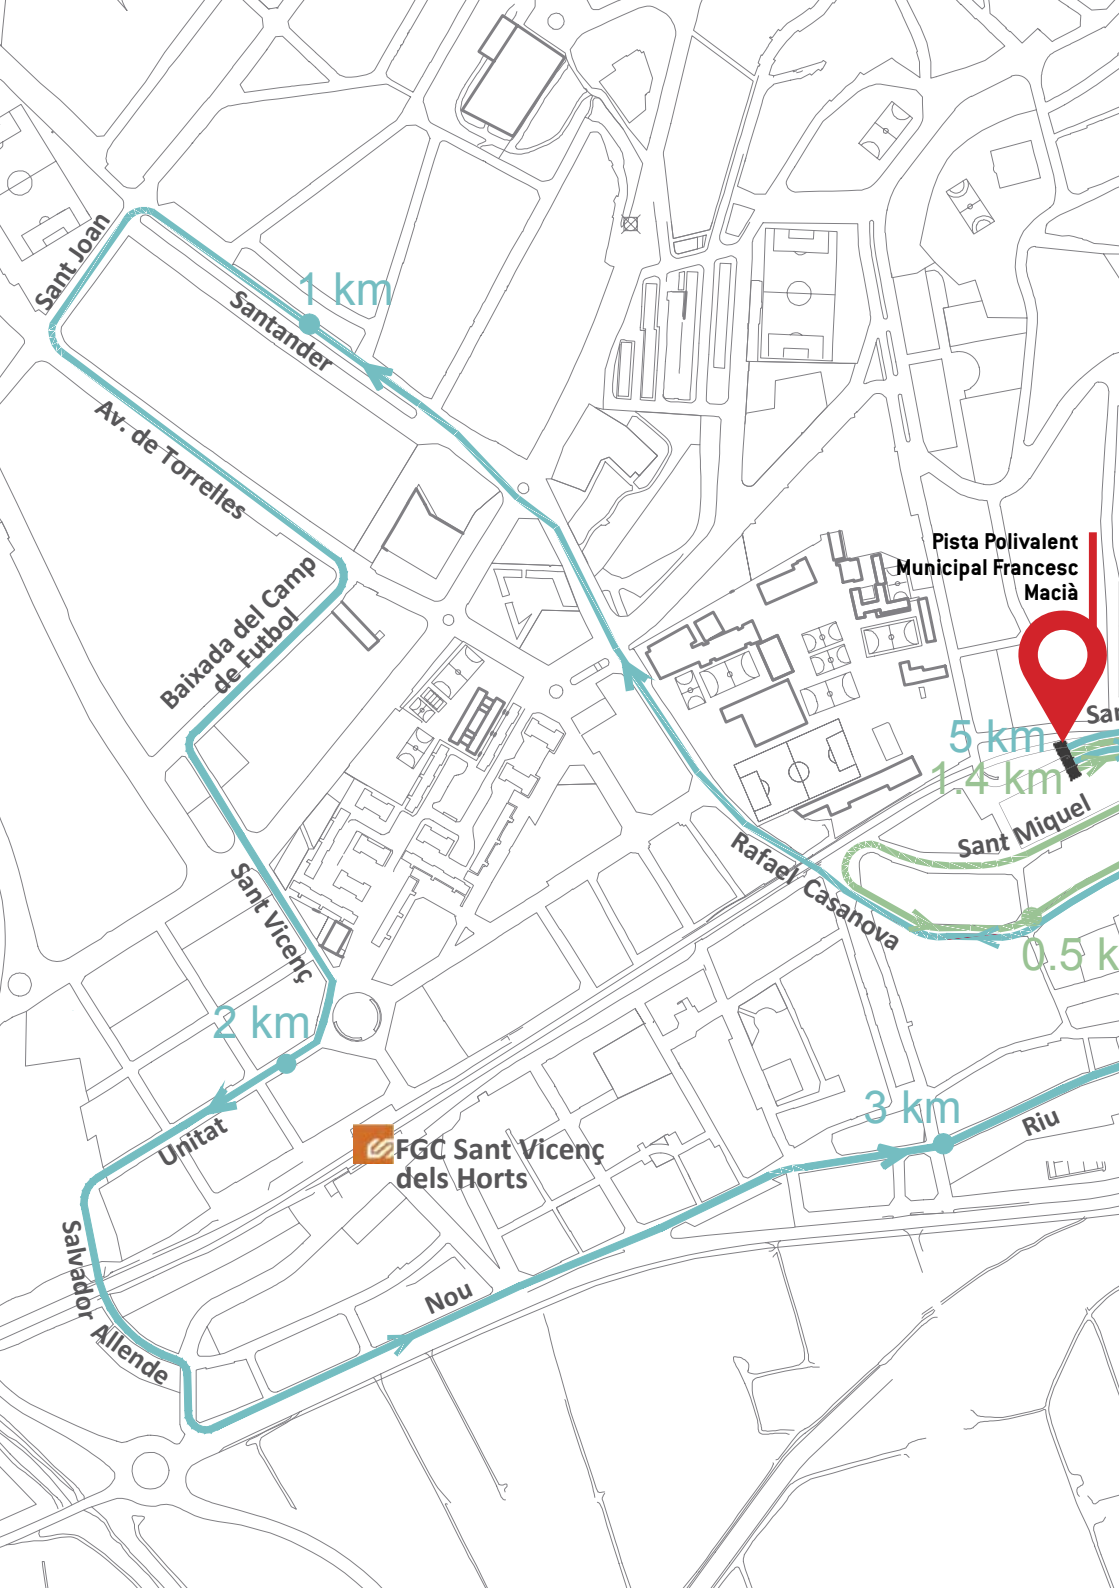 Sant Joan
1 km
Santander
Av. de Torrelles
Pista Polivalent
Municipal Francesc
Macià
Baixada del Camp
de Futbol
5 km
1.4 km
Sant Miquel
Rafael Casanova
Sant Vicenç
0.5 k
2 km
3 km
Riu
Unitat
FGC Sant Vicenç
dels Horts
Salvador Allende
Nou